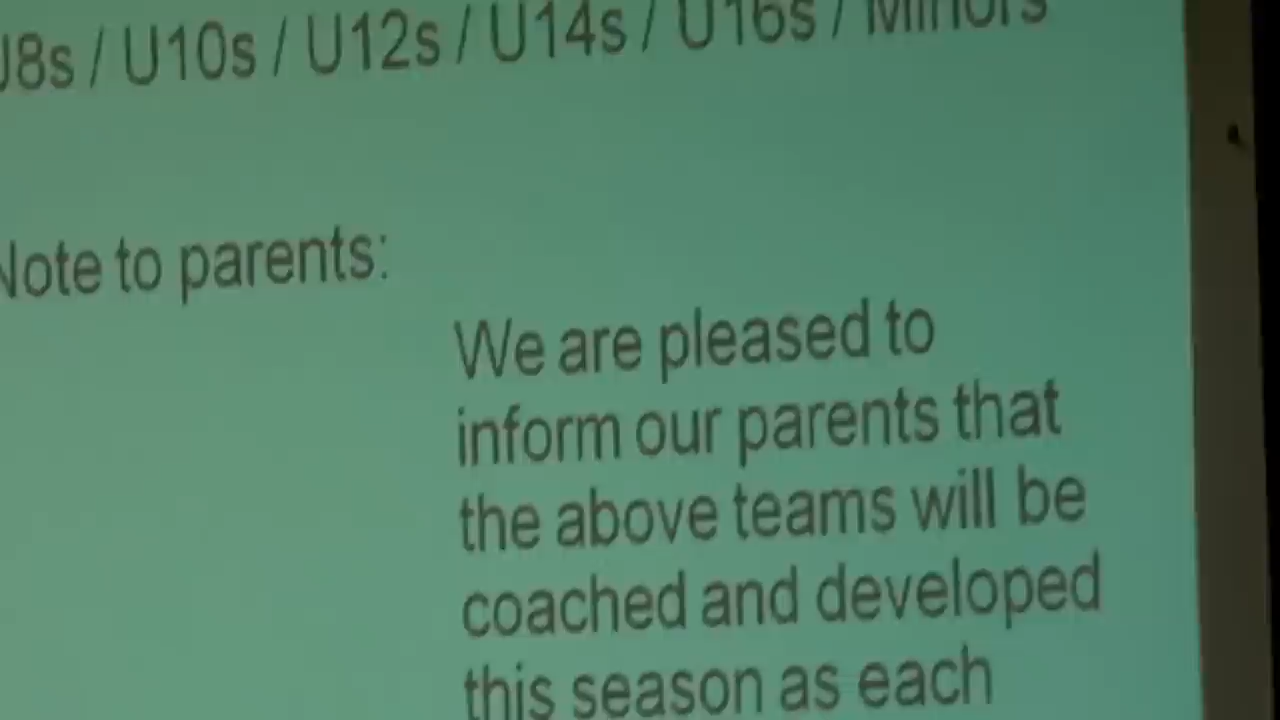 U8s / U10s / U12s / U14s / U16s / Minors
Note to parents:
We are pleased to
inform our parents that
the above teams will be
coached and developed
this season as each